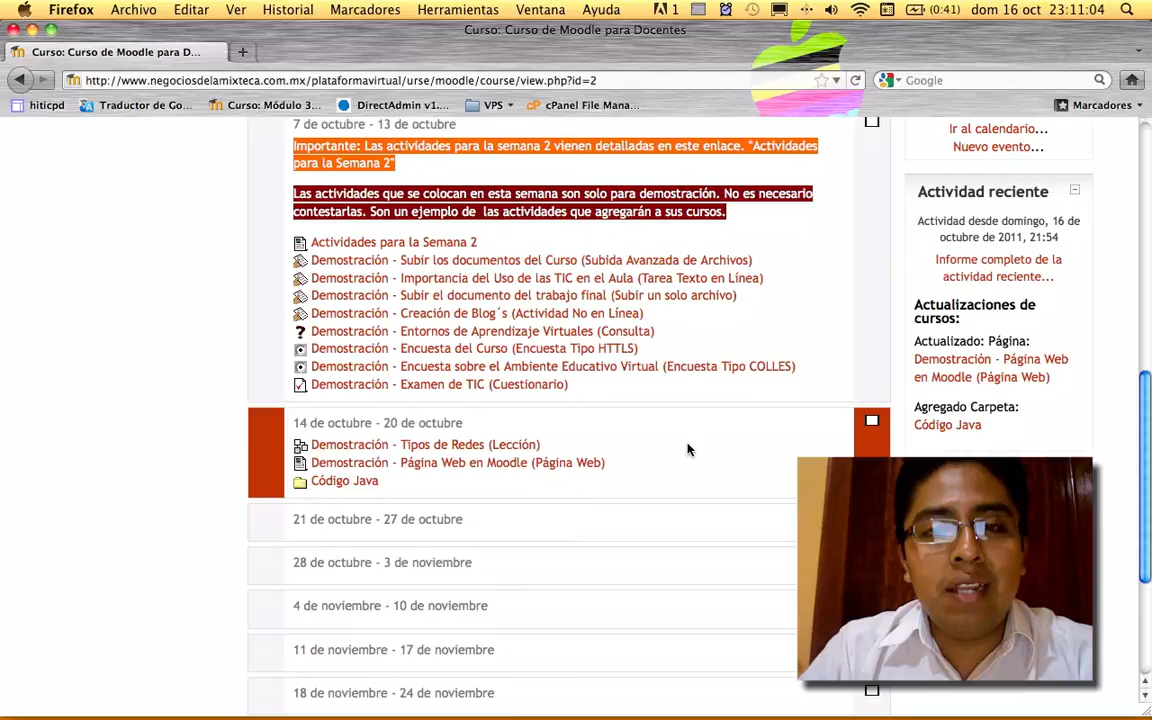 Firefox Archivo Editar Ver Historial Marcadores Herramientas Ventana Ayuda 1 (0:41) dom 16 oct 23:11:04
Curso: Curso de Moodle para Docentes
Curso: Curso de Moodle para D...
http://www.negociosdelamixteca.com.mx/plataformavirtual/urse/moodle/course/view.php?id=2 Google
hiticpd Traductor de Go... Curso: Módulo 3... DirectAdmin v1.... VPS cPanel File Mana... Marcadores
7 de octubre - 13 de octubre
Importante: Las actividades para la semana 2 vienen detalladas en este enlace. "Actividades
para la Semana 2"
Las actividades que se colocan en esta semana son solo para demostración. No es necesario
contestarlas. Son un ejemplo de las actividades que agregarán a sus cursos.
Actividades para la Semana 2
Demostración - Subir los documentos del Curso (Subida Avanzada de Archivos)
Demostración - Importancia del Uso de las TIC en el Aula (Tarea Texto en Línea)
Demostración - Subir el documento del trabajo final (Subir un solo archivo)
Demostración - Creación de Blog´s (Actividad No en Línea)
Demostración - Entornos de Aprendizaje Virtuales (Consulta)
Demostración - Encuesta del Curso (Encuesta Tipo HTTLS)
Demostración - Encuesta sobre el Ambiente Educativo Virtual (Encuesta Tipo COLLES)
Demostración - Examen de TIC (Cuestionario)
14 de octubre - 20 de octubre
Demostración - Tipos de Redes (Lección)
Demostración - Página Web en Moodle (Página Web)
Código Java
21 de octubre - 27 de octubre
28 de octubre - 3 de noviembre
4 de noviembre - 10 de noviembre
11 de noviembre - 17 de noviembre
18 de noviembre - 24 de noviembre
Ir al calendario...
Nuevo evento...
Actividad reciente
Actividad desde domingo, 16 de
octubre de 2011, 21:54
Informe completo de la
actividad reciente...
Actualizaciones de
cursos:
Actualizado: Página:
Demostración - Página Web
en Moodle (Página Web)
Agregado Carpeta:
Código Java